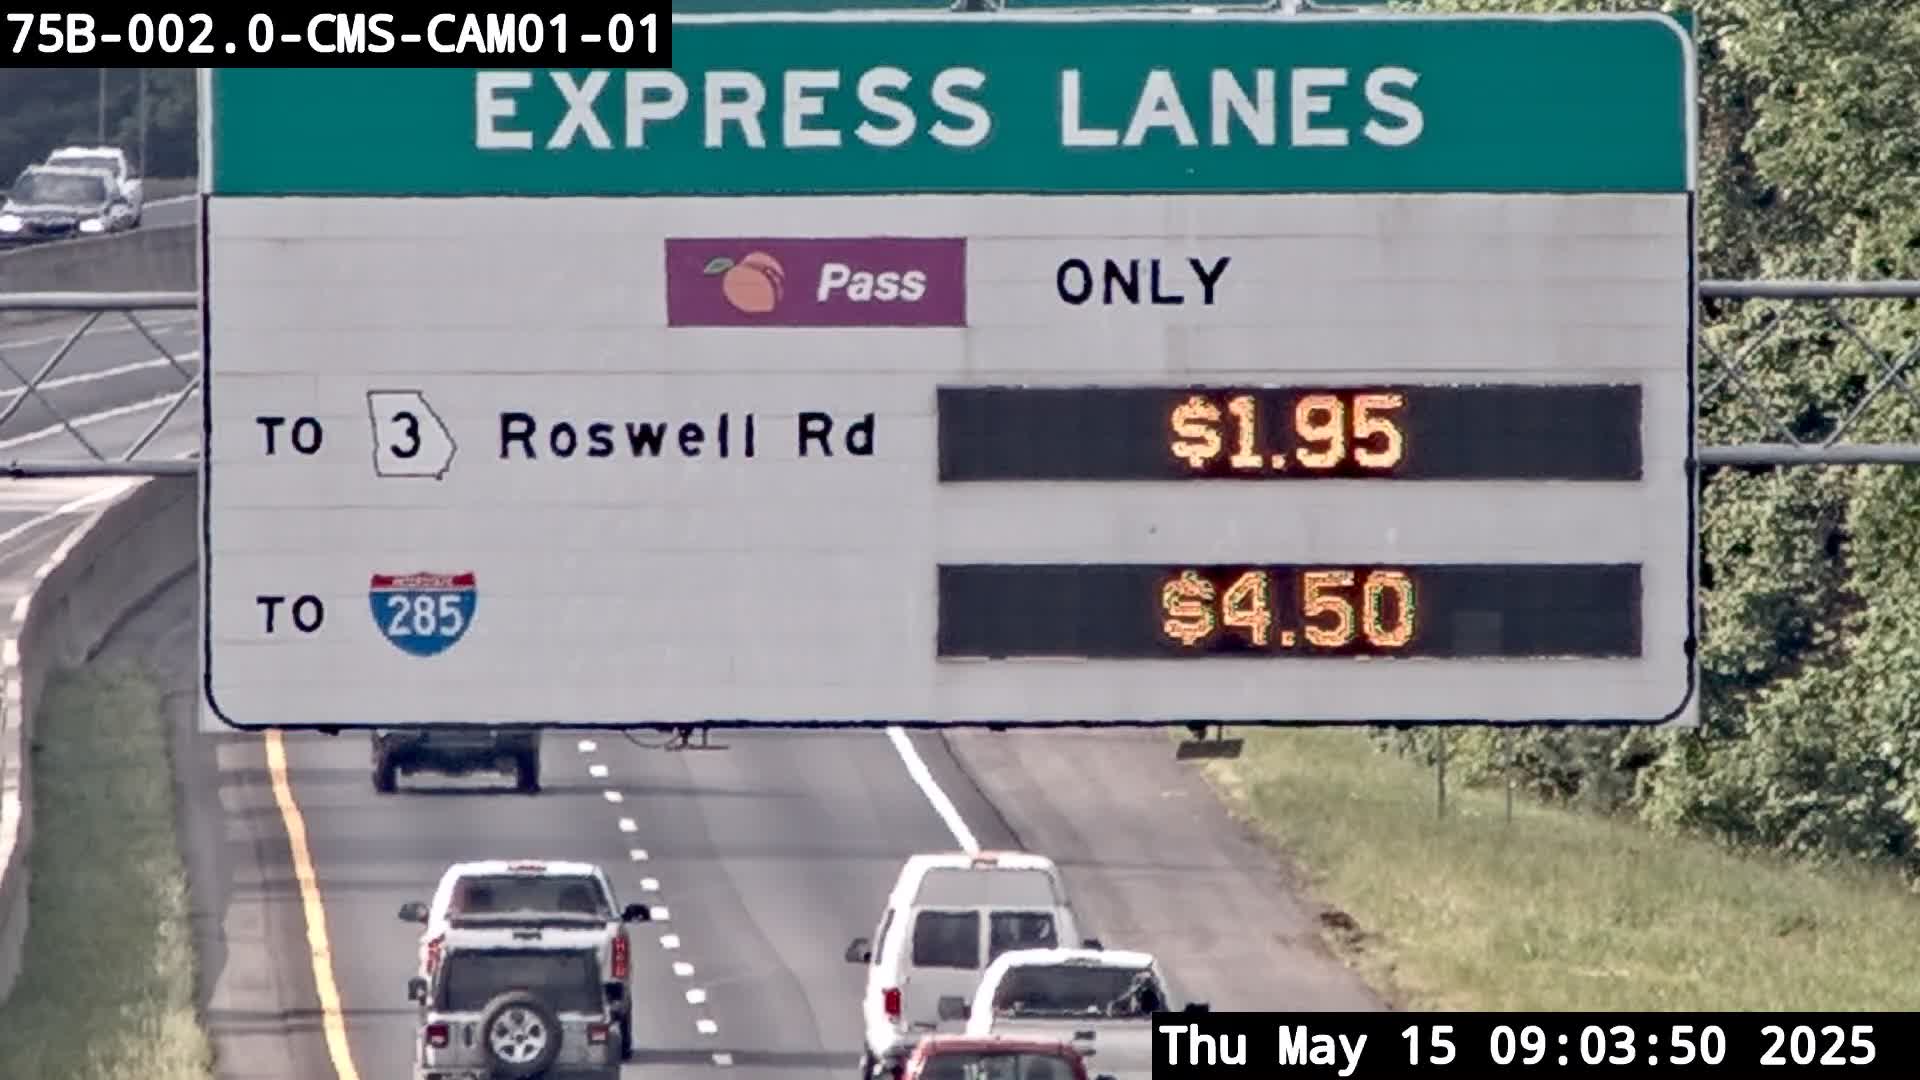 75B-002.0-CMS-CAM01-01
EXPRESS LANES
Pass ONLY
TO 3 Roswell Rd $1.95
INTERSTATE
TO 285 $4.50
Thu May 15 09:03:50 2025